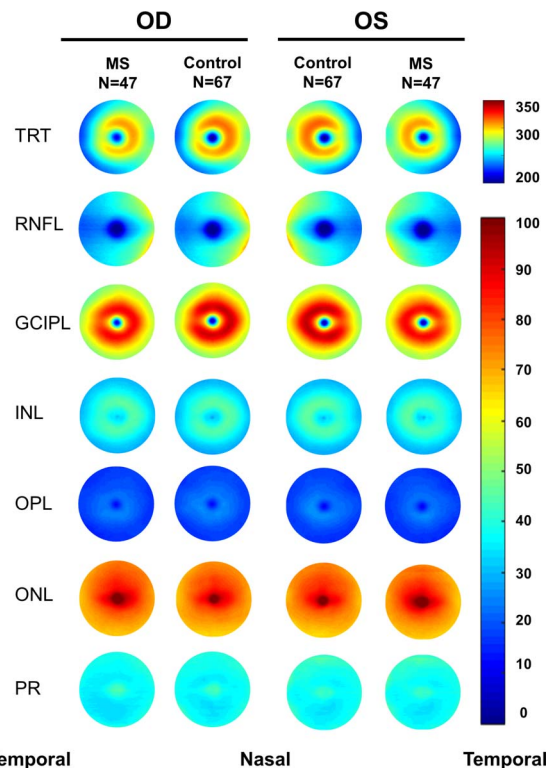 OD OS
MS Control Control MS
N=47 N=67 N=67 N=47
TRT
350
300
200
RNFL
GCIPL
INL
OPL
ONL
PR
100
90
80
70
60
50
40
30
20
10
0
emporal Nasal Temporal